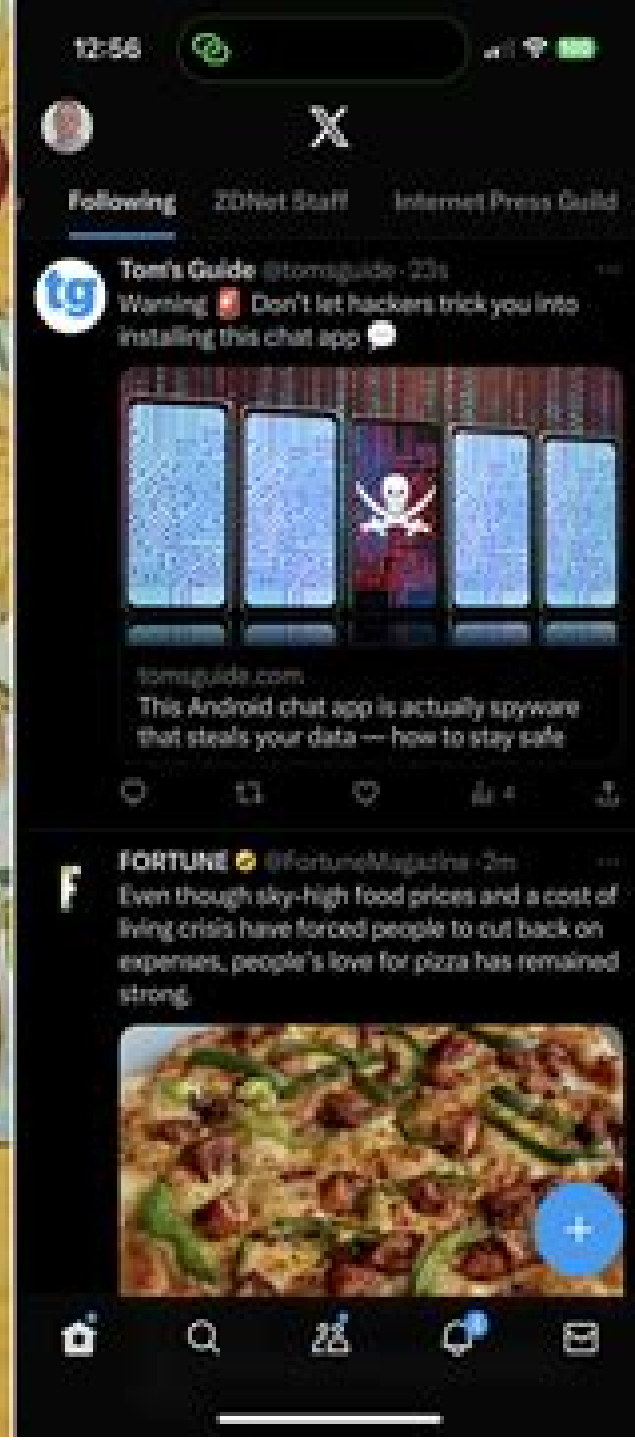 12:56
100
X
Following ZDNet Staff Internet Press Guild
tg
Tom's Guide @tomsguide · 23s
Warning Don't let hackers trick you into
installing this chat app
tomsguide.com
This Android chat app is actually spyware
that steals your data — how to stay safe
4
F
FORTUNE @FortuneMagazine · 2m
Even though sky-high food prices and a cost of
living crisis have forced people to cut back on
expenses, people's love for pizza has remained
strong.